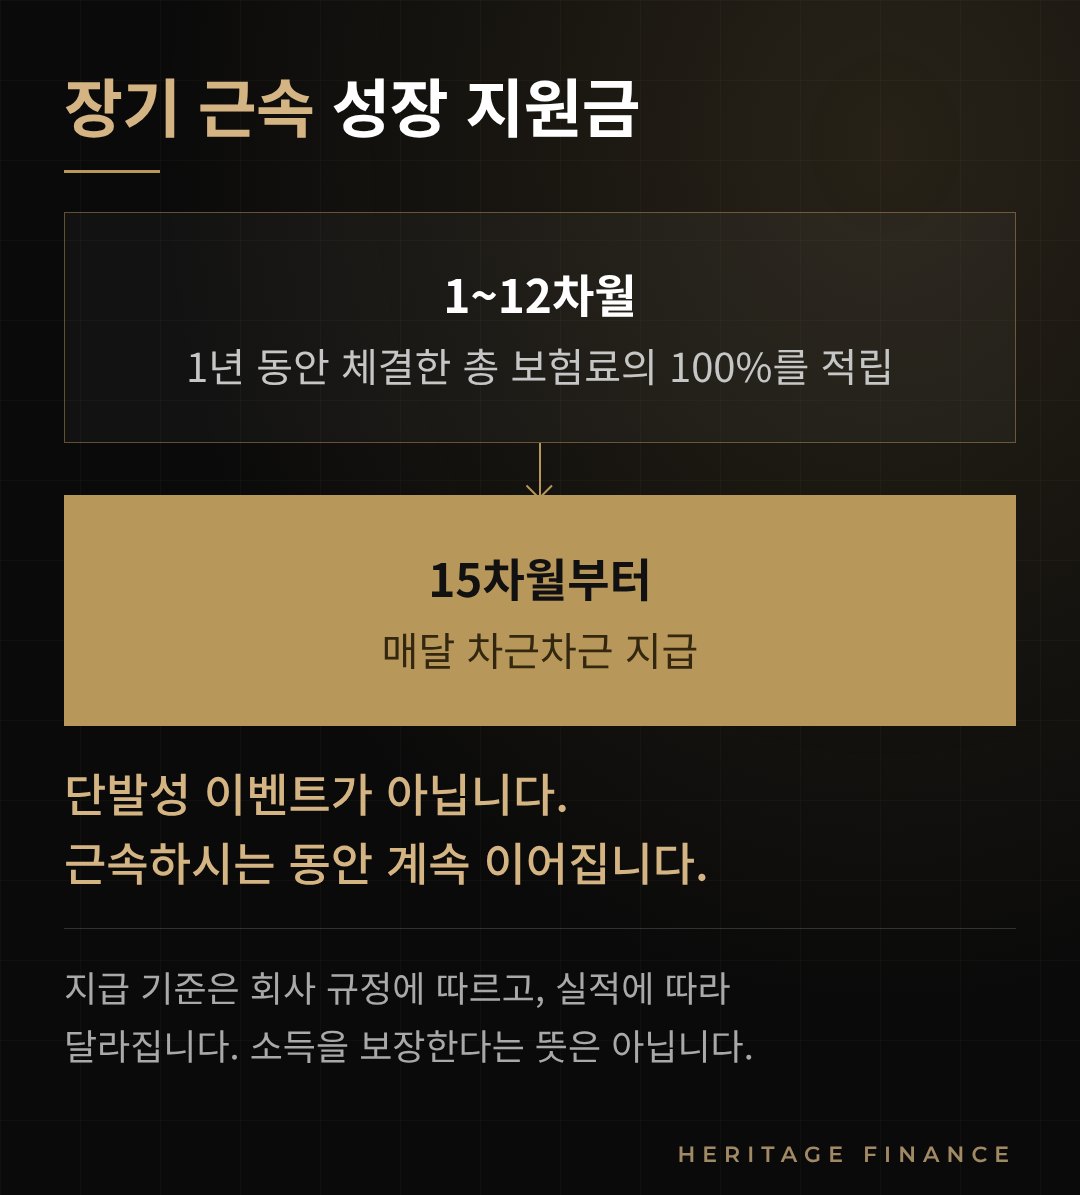 장기 근속 성장 지원금
1~12차월
1년 동안 체결한 총 보험료의 100%를 적립
15차월부터
매달 차근차근 지급
단발성 이벤트가 아닙니다.
근속하시는 동안 계속 이어집니다.
지급 기준은 회사 규정에 따르고, 실적에 따라
달라집니다. 소득을 보장한다는 뜻은 아닙니다.
HERITAGE FINANCE